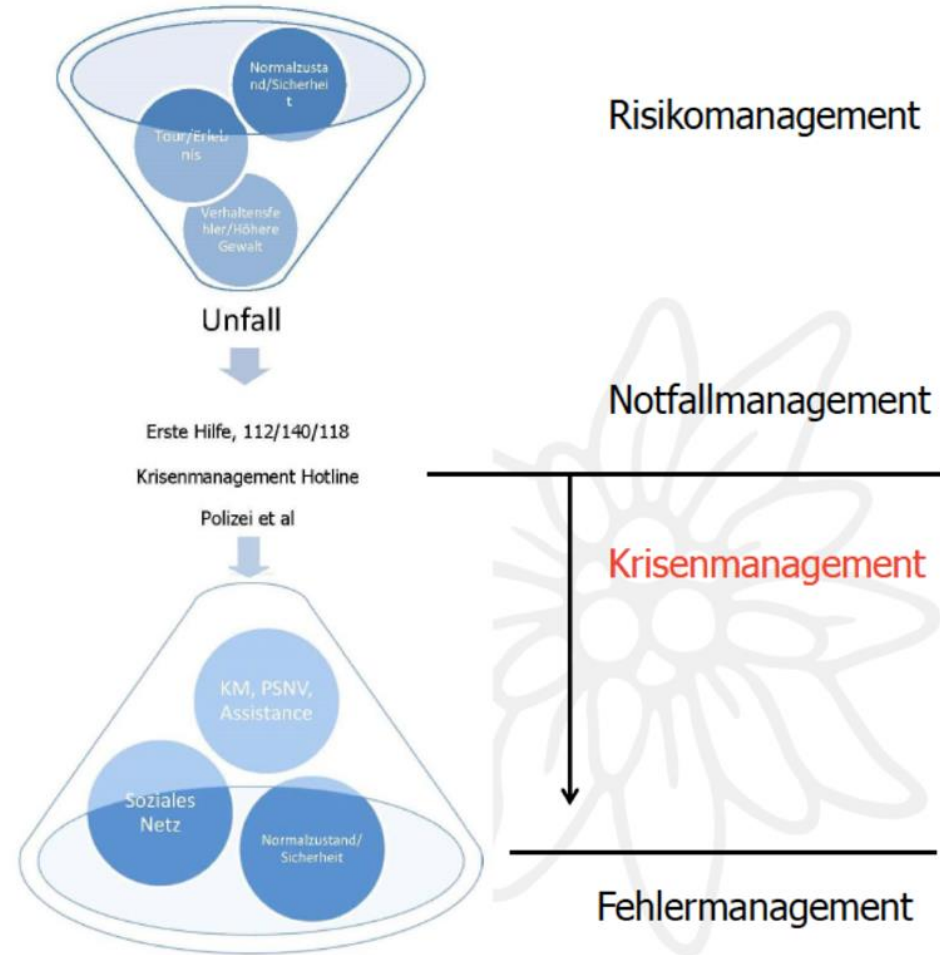 Normalzusta
nd/Sicherhei
t
Risikomanagement
Tour/Erleb
nis
Verhaltensfe
hler/Höhere
Gewalt
Unfall
Notfallmanagement
Erste Hilfe, 112/140/118
Krisenmanagement Hotline
Polizei et al
Krisenmanagement
KM, PSNV,
Assistance
Soziales
Netz
Normalzustand/
Sicherheit
Fehlermanagement